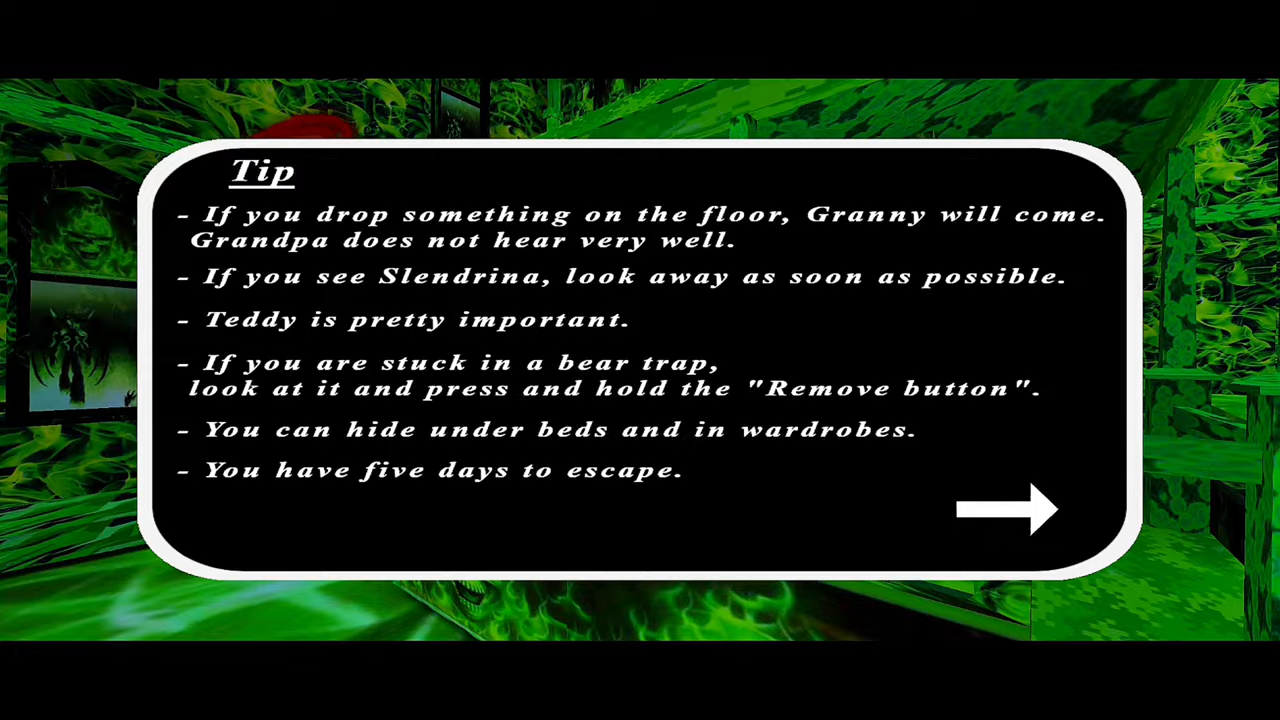 Tip
- If you drop something on the floor, Granny will come.
Grandpa does not hear very well.
- If you see Slendrina, look away as soon as possible.
- Teddy is pretty important.
- If you are stuck in a bear trap,
look at it and press and hold the "Remove button".
- You can hide under beds and in wardrobes.
- You have five days to escape.